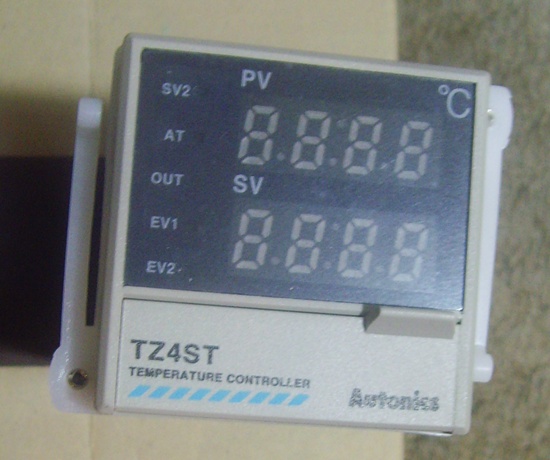 PV
°C
SV2
AT
OUT
SV
EV1
EV2
TZ4ST
TEMPERATURE CONTROLLER
Autonics